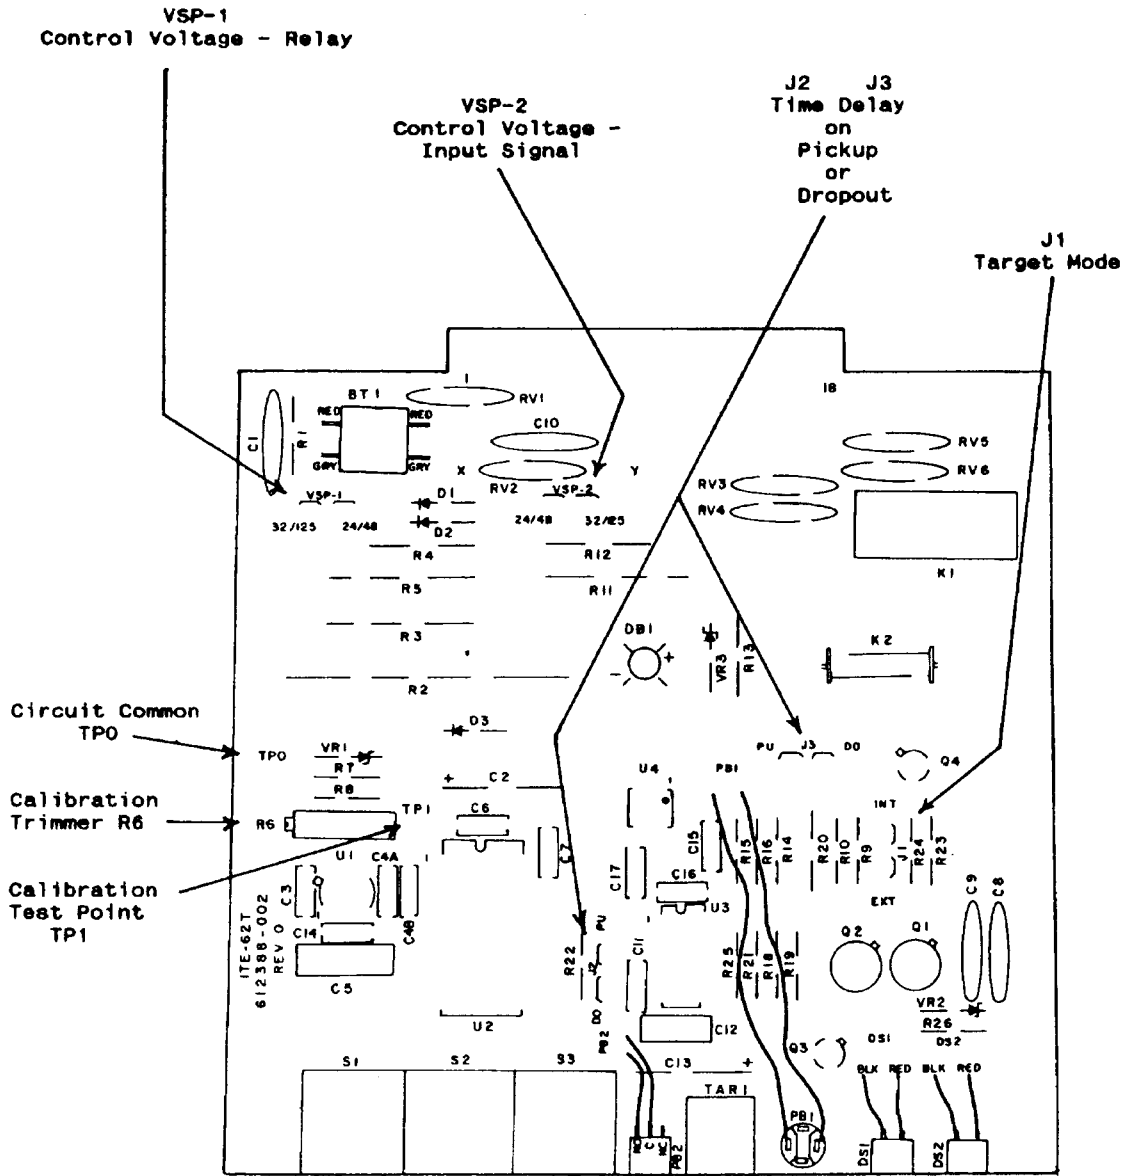 VSP-1
Control Voltage - Relay
VSP-2
Control Voltage -
Input Signal
J2 J3
Time Delay
on
Pickup
or
Dropout
J1
Target Mode
Circuit Common
TP0
Calibration
Trimmer R6
Calibration
Test Point
TP1
1
18
C1
R1
BT1
RED
RED
GRY
GRY
RV1
C10
X
Y
RV2
RV5
RV6
RV3
RV4
VSP-1
VSP-2
D1
D2
32/125
24/48
24/48
32/125
R4
R12
K1
R5
R11
R3
DB1
+
-
VR3
R13
K2
R2
D3
TP0
VR1
R7
R8
C2
+
U4
PB1
PU
J3
DO
Q4
R6
TP1
C6
C7
C15
R15
R16
R14
R20
R10
R9
INT
J1
EXT
R24
R23
U1
C3
C4A
C4B
C14
C5
C17
C16
U3
C9
C8
ITE-62T
612388-002
REV 0
R22
PU
J2
DO
PB2
C11
R25
R21
R18
R19
Q2
Q1
VR2
R26
DS2
U2
C12
Q3
DS1
S1
S2
S3
C13
+
BLK
RED
BLK
RED
TAR1
PB1
NO
C
NC
PB2
DS1
DS2